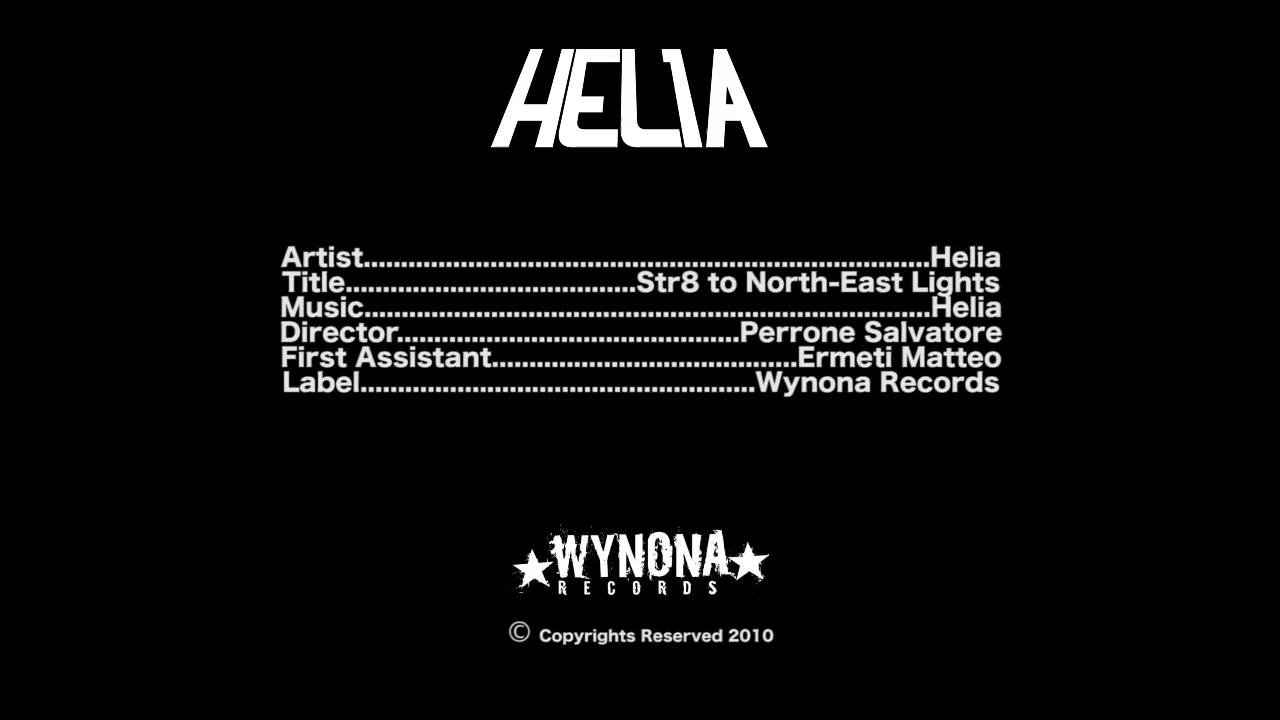 HELIA
Artist............................................................................Helia
Title.......................................Str8 to North-East Lights
Music............................................................................Helia
Director..............................................Perrone Salvatore
First Assistant.........................................Ermeti Matteo
Label.....................................................Wynona Records
WYNONA
RECORDS
© Copyrights Reserved 2010